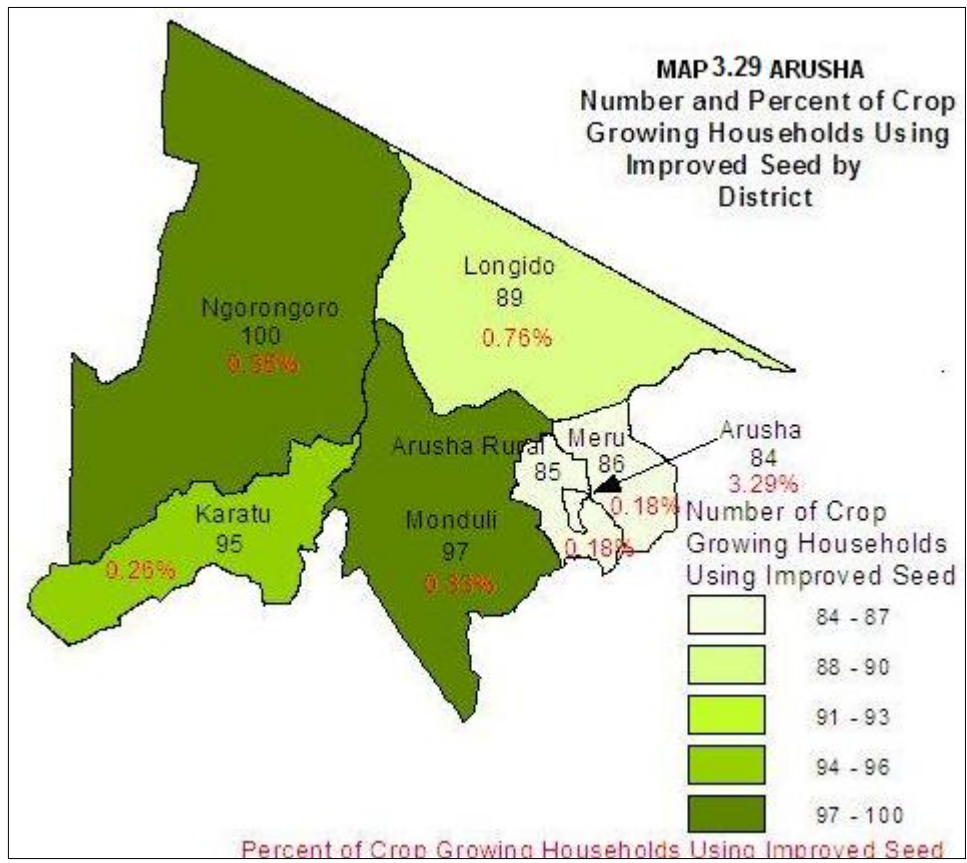 MAP 3.29 ARUSHA
Number and Percent of Crop
Growing Households Using
Improved Seed by
District
Longido
89
0.76%
Ngorongoro
100
Arusha Rural
85
Meru
86
0.18%
0.18%
Arusha
84
3.29%
Karatu
95
0.26%
Monduli
97
0.33%
Number of Crop
Growing Households
Using Improved Seed
84 - 87
88 - 90
91 - 93
94 - 96
97 - 100
Percent of Crop Growing Households Using Improved Seed